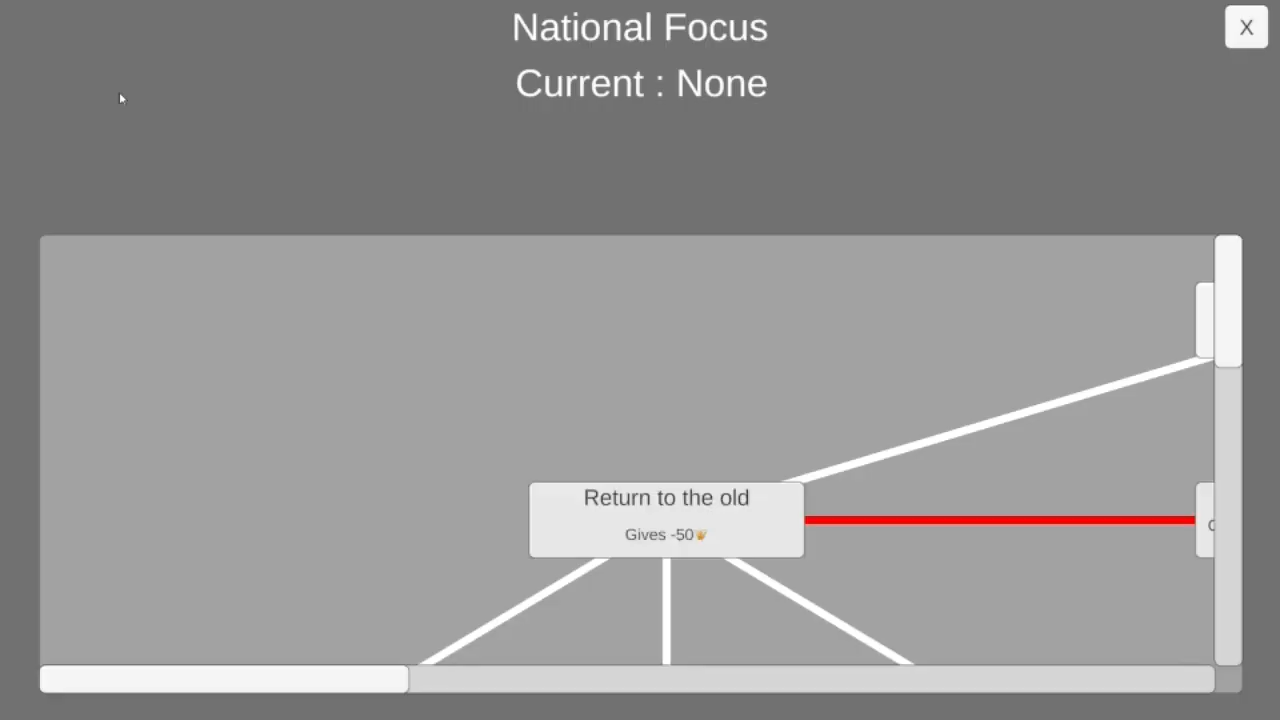 National Focus
X
Current : None
Return to the old
Gives -50